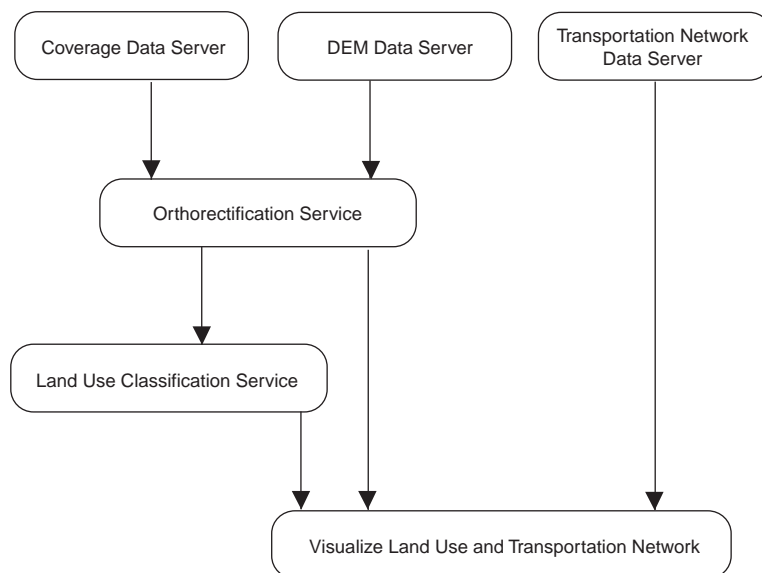 Coverage Data Server
DEM Data Server
Transportation Network
Data Server
Orthorectification Service
Land Use Classification Service
Visualize Land Use and Transportation Network